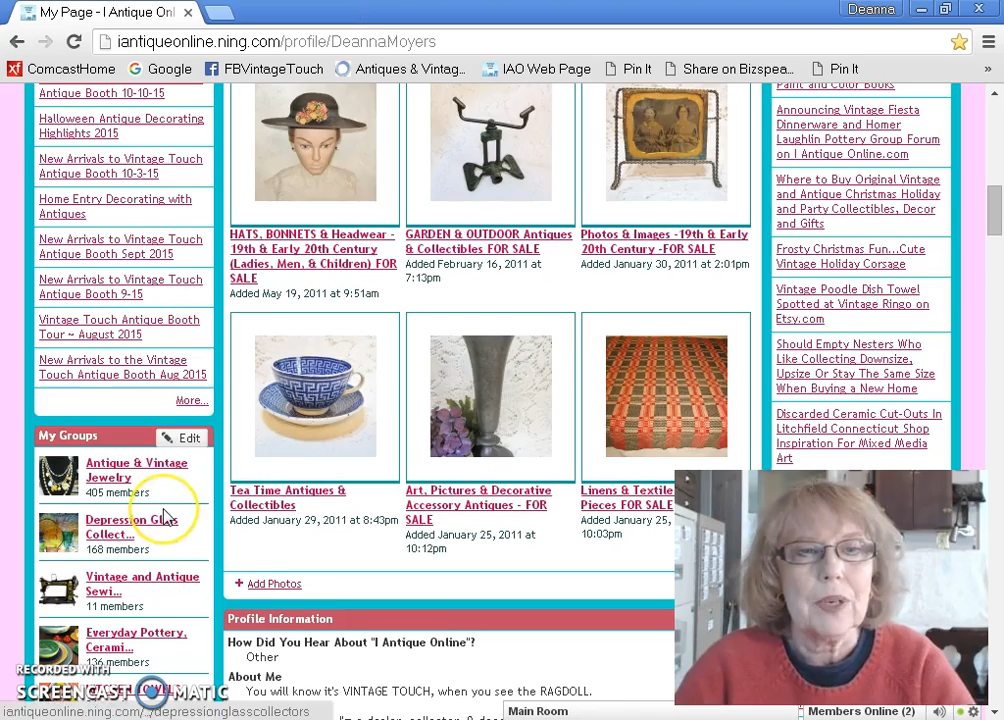 My Page - I Antique Onl
Deanna
iantiqueonline.ning.com/profile/DeannaMoyers
ComcastHome
Google
FBVintageTouch
Antiques & Vintag...
IAO Web Page
Pin It
Share on Bizspea...
Pin It
»
Antique Booth 10-10-15
Halloween Antique Decorating
Highlights 2015
New Arrivals to Vintage Touch
Antique Booth 10-3-15
Home Entry Decorating with
Antiques
New Arrivals to Vintage Touch
Antique Booth Sept 2015
New Arrivals to Vintage Touch
Antique Booth 9-15
Vintage Touch Antique Booth
Tour ~ August 2015
New Arrivals to the Vintage
Touch Antique Booth Aug 2015
More...
My Groups
Edit
Antique & Vintage
Jewelry
405 members
Depression Glass
Collect...
168 members
Vintage and Antique
Sewi...
11 members
Everyday Pottery,
Cerami...
136 members
HATS, BONNETS & Headwear -
19th & Early 20th Century
(Ladies, Men, & Children) FOR
SALE
Added May 19, 2011 at 9:51am
GARDEN & OUTDOOR Antiques
& Collectibles FOR SALE
Added February 16, 2011 at
7:13pm
Photos & Images -19th & Early
20th Century -FOR SALE
Added January 30, 2011 at 2:01pm
Tea Time Antiques &
Collectibles
Added January 29, 2011 at 8:43pm
Art, Pictures & Decorative
Accessory Antiques - FOR
SALE
Added January 25, 2011 at
10:12pm
Linens & Textile
Pieces FOR SALE
Added January 25,
10:03pm
+ Add Photos
Profile Information
How Did You Hear About "I Antique Online"?
Other
About Me
You will know it's VINTAGE TOUCH, when you see the RAGDOLL.
Paint and Color Books
Announcing Vintage Fiesta
Dinnerware and Homer
Laughlin Pottery Group Forum
on I Antique Online.com
Where to Buy Original Vintage
and Antique Christmas Holiday
and Party Collectibles, Decor
and Gifts
Frosty Christmas Fun...Cute
Vintage Holiday Corsage
Vintage Poodle Dish Towel
Spotted at Vintage Ringo on
Etsy.com
Should Empty Nesters Who
Like Collecting Downsize,
Upsize Or Stay The Same Size
When Buying a New Home
Discarded Ceramic Cut-Outs In
Litchfield Connecticut Shop
Inspiration For Mixed Media
Art
RECORDED WITH
SCREENCAST MATIC
iantiqueonline.ning.com/.../depressionglasscollectors
Main Room
Members Online (2)